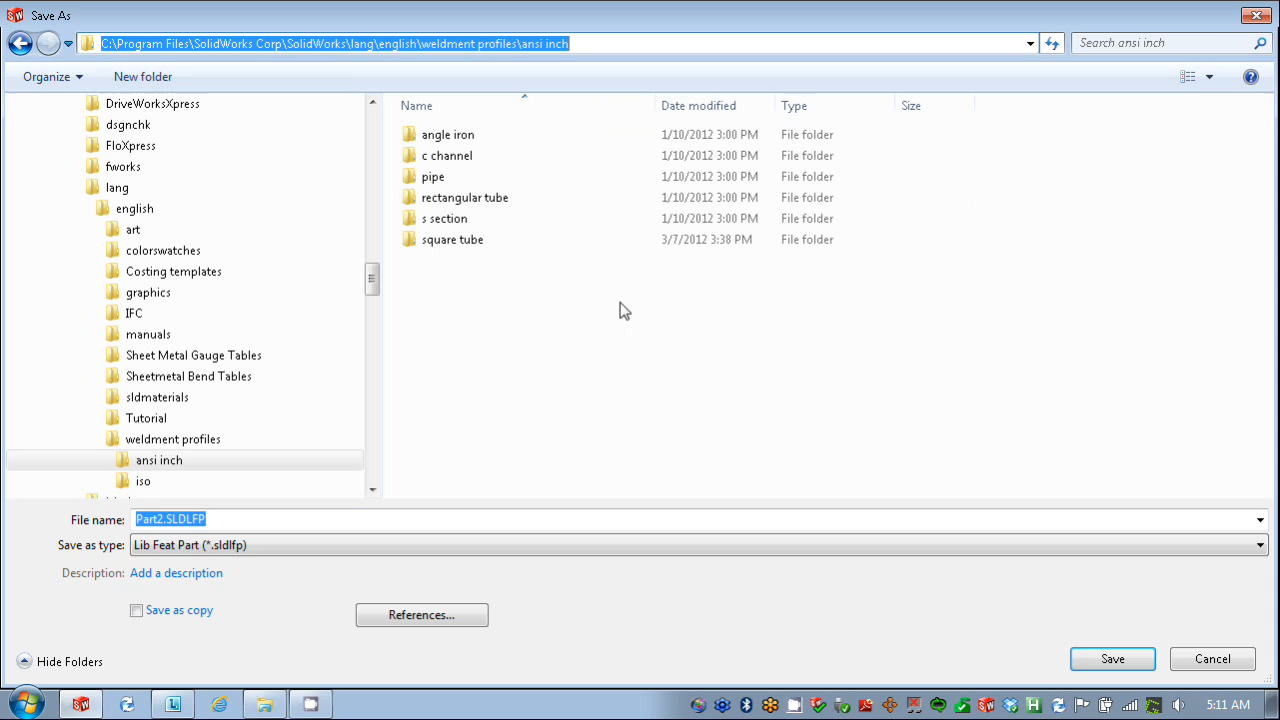 Save As
C:\Program Files\SolidWorks Corp\SolidWorks\lang\english\weldment profiles\ansi inch
Search ansi inch
Organize
New folder
DriveWorksXpress
dsgnchk
FloXpress
fworks
lang
english
art
colorswatches
Costing templates
graphics
IFC
manuals
Sheet Metal Gauge Tables
Sheetmetal Bend Tables
sldmaterials
Tutorial
weldment profiles
ansi inch
iso
Name Date modified Type Size
angle iron 1/10/2012 3:00 PM File folder
c channel 1/10/2012 3:00 PM File folder
pipe 1/10/2012 3:00 PM File folder
rectangular tube 1/10/2012 3:00 PM File folder
s section 1/10/2012 3:00 PM File folder
square tube 3/7/2012 3:38 PM File folder
File name: Part2.SLDLFP
Save as type: Lib Feat Part (*.sldlfp)
Description: Add a description
Save as copy
References...
Hide Folders
Save
Cancel
5:11 AM